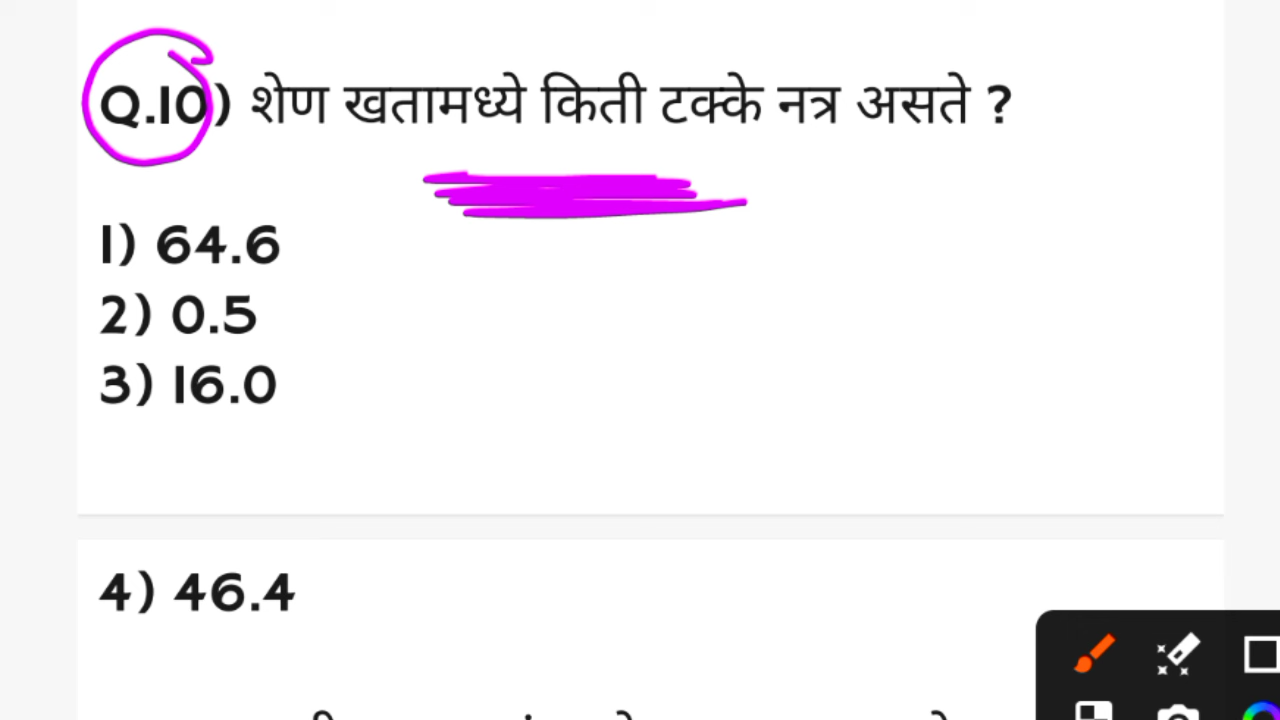 Q.10) शेण खतामध्ये किती टक्के नत्र असते ?
1) 64.6
2) 0.5
3) 16.0
4) 46.4